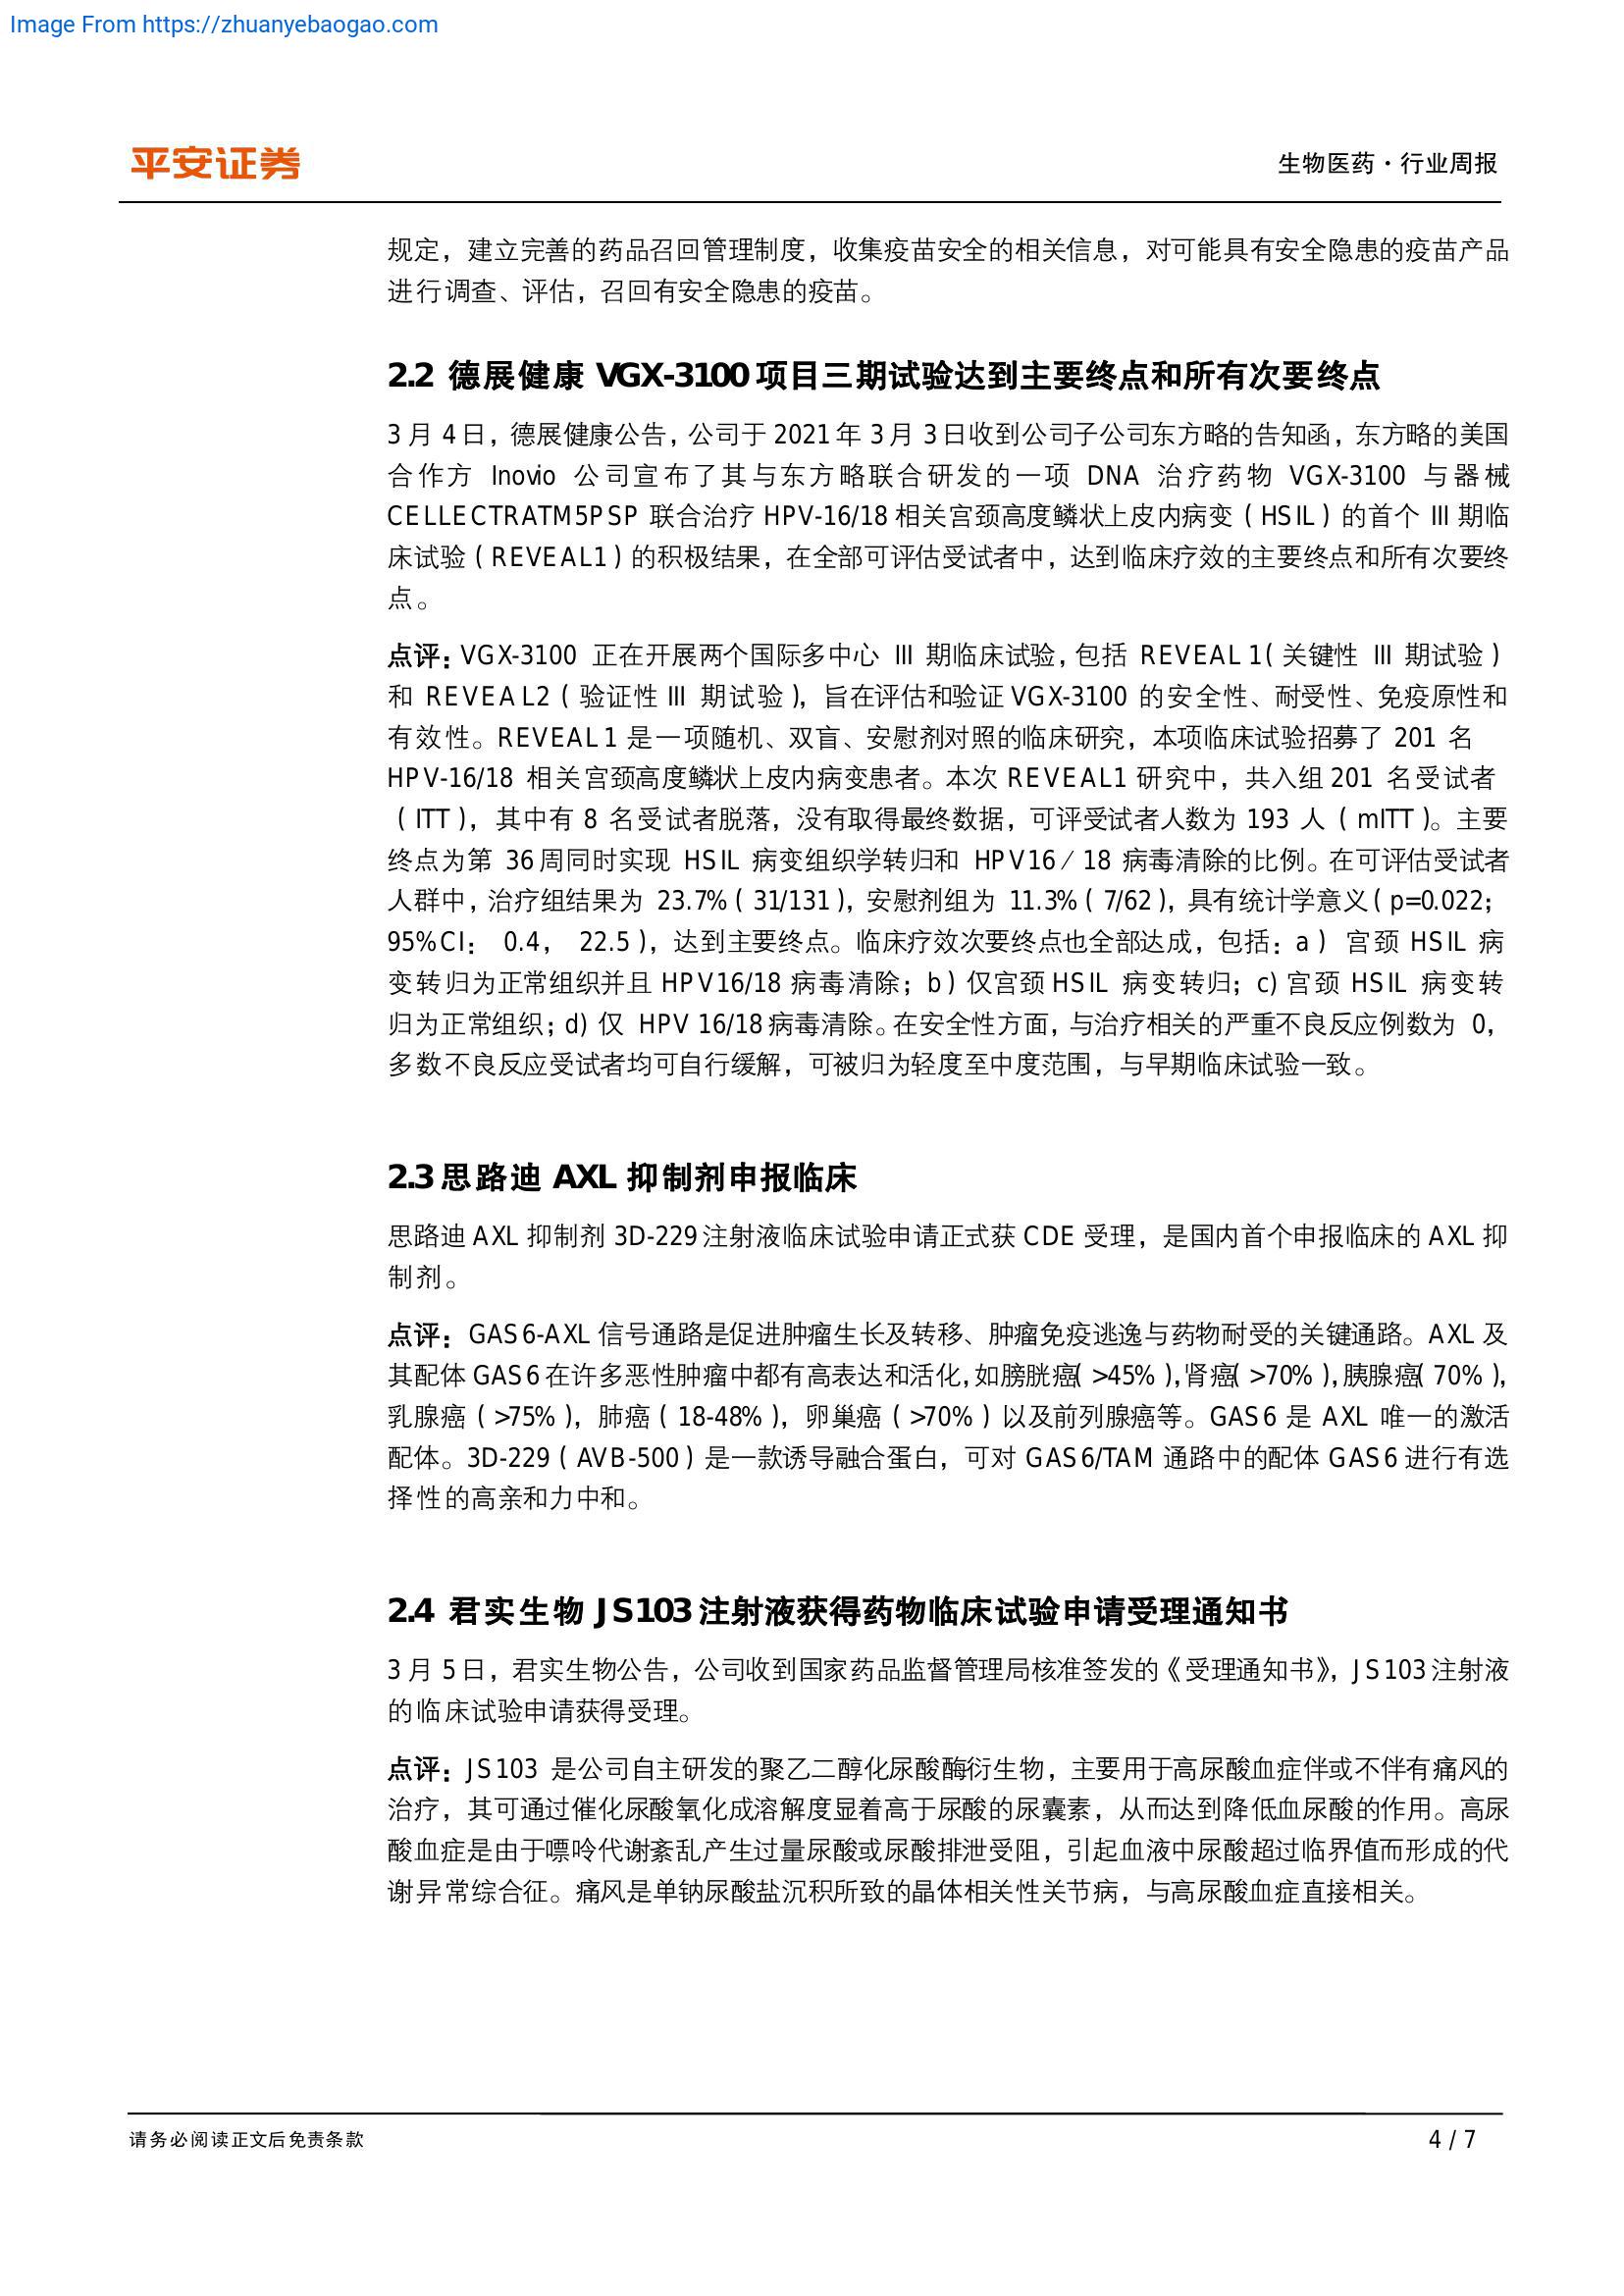 Image From https://zhuanyebaogao.com
平安证券
生物医药·行业周报
规定，建立完善的药品召回管理制度，收集疫苗安全的相关信息，对可能具有安全隐患的疫苗产品
进行调查、评估，召回有安全隐患的疫苗。
2.2 德展健康 VGX-3100 项目三期试验达到主要终点和所有次要终点
3 月 4 日，德展健康公告，公司于 2021 年 3 月 3 日收到公司子公司东方略的告知函，东方略的美国
合作方 Inovio 公司宣布了其与东方略联合研发的一项 DNA 治疗药物 VGX-3100 与器械
CELLECTRATM5PSP 联合治疗 HPV-16/18 相关宫颈高度鳞状上皮内病变（HSIL）的首个 III 期临
床试验（REVEAL1）的积极结果，在全部可评估受试者中，达到临床疗效的主要终点和所有次要终
点。
点评：VGX-3100 正在开展两个国际多中心 III 期临床试验，包括 REVEAL 1（关键性 III 期试验）
和 REVEAL2（验证性 III 期试验），旨在评估和验证 VGX-3100 的安全性、耐受性、免疫原性和
有效性。REVEAL 1 是一项随机、双盲、安慰剂对照的临床研究，本项临床试验招募了 201 名
HPV-16/18 相关宫颈高度鳞状上皮内病变患者。本次 REVEAL1 研究中，共入组 201 名受试者
（ITT），其中有 8 名受试者脱落，没有取得最终数据，可评受试者人数为 193 人（mITT）。主要
终点为第 36 周同时实现 HSIL 病变组织学转归和 HPV16／18 病毒清除的比例。在可评估受试者
人群中，治疗组结果为 23.7%（31/131），安慰剂组为 11.3%（7/62），具有统计学意义（p=0.022；
95%CI： 0.4， 22.5），达到主要终点。临床疗效次要终点也全部达成，包括：a） 宫颈 HSIL 病
变转归为正常组织并且 HPV16/18 病毒清除；b）仅宫颈 HSIL 病变转归；c) 宫颈 HSIL 病变转
归为正常组织；d) 仅 HPV 16/18 病毒清除。在安全性方面，与治疗相关的严重不良反应例数为 0，
多数不良反应受试者均可自行缓解，可被归为轻度至中度范围，与早期临床试验一致。
2.3 思路迪 AXL 抑制剂申报临床
思路迪 AXL 抑制剂 3D-229 注射液临床试验申请正式获 CDE 受理，是国内首个申报临床的 AXL 抑
制剂。
点评：GAS6-AXL 信号通路是促进肿瘤生长及转移、肿瘤免疫逃逸与药物耐受的关键通路。AXL 及
其配体 GAS6 在许多恶性肿瘤中都有高表达和活化，如膀胱癌（>45%），肾癌（>70%），胰腺癌（70%），
乳腺癌（>75%），肺癌（18-48%），卵巢癌（>70%）以及前列腺癌等。GAS6 是 AXL 唯一的激活
配体。3D-229（AVB-500）是一款诱导融合蛋白，可对 GAS6/TAM 通路中的配体 GAS6 进行有选
择性的高亲和力中和。
2.4 君实生物 JS103 注射液获得药物临床试验申请受理通知书
3 月 5 日，君实生物公告，公司收到国家药品监督管理局核准签发的《受理通知书》，JS103 注射液
的临床试验申请获得受理。
点评：JS103 是公司自主研发的聚乙二醇化尿酸酶衍生物，主要用于高尿酸血症伴或不伴有痛风的
治疗，其可通过催化尿酸氧化成溶解度显着高于尿酸的尿囊素，从而达到降低血尿酸的作用。高尿
酸血症是由于嘌呤代谢紊乱产生过量尿酸或尿酸排泄受阻，引起血液中尿酸超过临界值而形成的代
谢异常综合征。痛风是单钠尿酸盐沉积所致的晶体相关性关节病，与高尿酸血症直接相关。
请务必阅读正文后免责条款
4 / 7